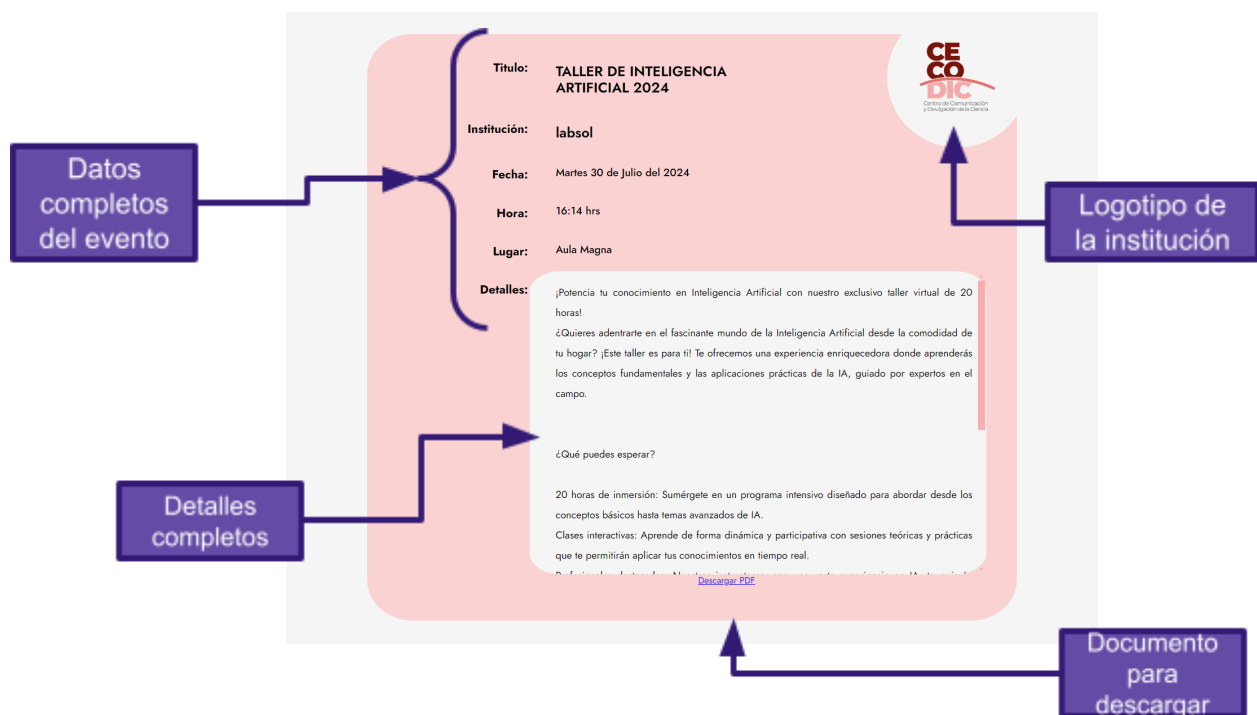 Titulo:
TALLER DE INTELIGENCIA
ARTIFICIAL 2024
CE
CO
DIC
Centro de Comunicación
y Divulgación de la Ciencia
Institución:
labsol
Fecha:
Martes 30 de Julio del 2024
Hora:
16:14 hrs
Lugar:
Aula Magna
Detalles:
¡Potencia tu conocimiento en Inteligencia Artificial con nuestro exclusivo taller virtual de 20
horas!
¿Quieres adentrarte en el fascinante mundo de la Inteligencia Artificial desde la comodidad de
tu hogar? ¡Este taller es para ti! Te ofrecemos una experiencia enriquecedora donde aprenderás
los conceptos fundamentales y las aplicaciones prácticas de la IA, guiado por expertos en el
campo.
¿Qué puedes esperar?
20 horas de inmersión: Sumérgete en un programa intensivo diseñado para abordar desde los
conceptos básicos hasta temas avanzados de IA.
Clases interactivas: Aprende de forma dinámica y participativa con sesiones teóricas y prácticas
que te permitirán aplicar tus conocimientos en tiempo real.
Descargar PDF
Datos
completos
del evento
Logotipo de
la institución
Detalles
completos
Documento
para
descargar